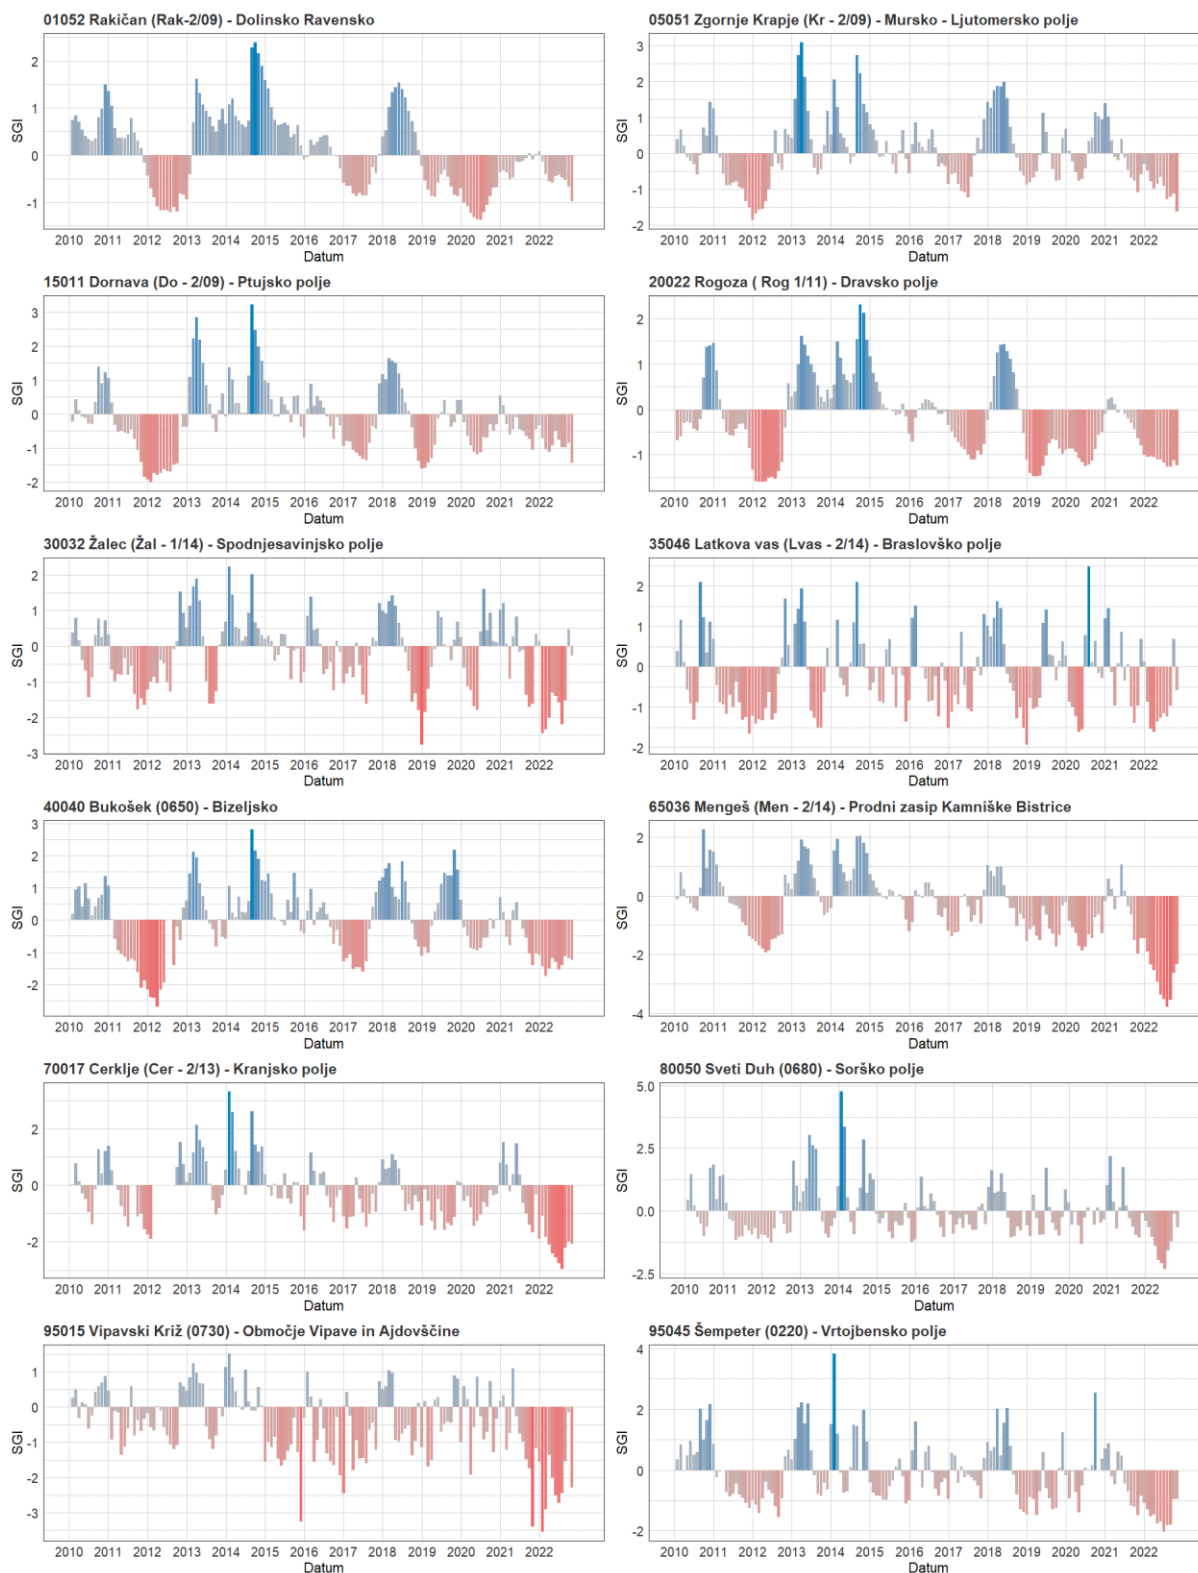 01052 Rakičan (Rak-2/09) - Dolinsko Ravensko
2
1
0
-1
SGI
2010 2011 2012 2013 2014 2015 2016 2017 2018 2019 2020 2021 2022
Datum
05051 Zgornje Krapje (Kr - 2/09) - Mursko - Ljutomersko polje
3
2
1
0
-1
-2
SGI
2010 2011 2012 2013 2014 2015 2016 2017 2018 2019 2020 2021 2022
Datum
15011 Dornava (Do - 2/09) - Ptujsko polje
3
2
1
0
-1
-2
SGI
2010 2011 2012 2013 2014 2015 2016 2017 2018 2019 2020 2021 2022
Datum
20022 Rogoza ( Rog 1/11) - Dravsko polje
2
1
0
-1
SGI
2010 2011 2012 2013 2014 2015 2016 2017 2018 2019 2020 2021 2022
Datum
30032 Žalec (Žal - 1/14) - Spodnjesavinjsko polje
2
1
0
-1
-2
-3
SGI
2010 2011 2012 2013 2014 2015 2016 2017 2018 2019 2020 2021 2022
Datum
35046 Latkova vas (Lvas - 2/14) - Braslovško polje
2
1
0
-1
-2
SGI
2010 2011 2012 2013 2014 2015 2016 2017 2018 2019 2020 2021 2022
Datum
40040 Bukošek (0650) - Bizeljsko
3
2
1
0
-1
-2
SGI
2010 2011 2012 2013 2014 2015 2016 2017 2018 2019 2020 2021 2022
Datum
65036 Mengeš (Men - 2/14) - Prodni zasip Kamniške Bistrice
2
0
-2
-4
SGI
2010 2011 2012 2013 2014 2015 2016 2017 2018 2019 2020 2021 2022
Datum
70017 Cerklje (Cer - 2/13) - Kranjsko polje
2
0
-2
SGI
2010 2011 2012 2013 2014 2015 2016 2017 2018 2019 2020 2021 2022
Datum
80050 Sveti Duh (0680) - Sorško polje
5.0
2.5
0.0
-2.5
SGI
2010 2011 2012 2013 2014 2015 2016 2017 2018 2019 2020 2021 2022
Datum
95015 Vipavski Križ (0730) - Območje Vipave in Ajdovščine
1
0
-1
-2
-3
SGI
2010 2011 2012 2013 2014 2015 2016 2017 2018 2019 2020 2021 2022
Datum
95045 Šempeter (0220) - Vrtojbensko polje
4
2
0
-2
SGI
2010 2011 2012 2013 2014 2015 2016 2017 2018 2019 2020 2021 2022
Datum